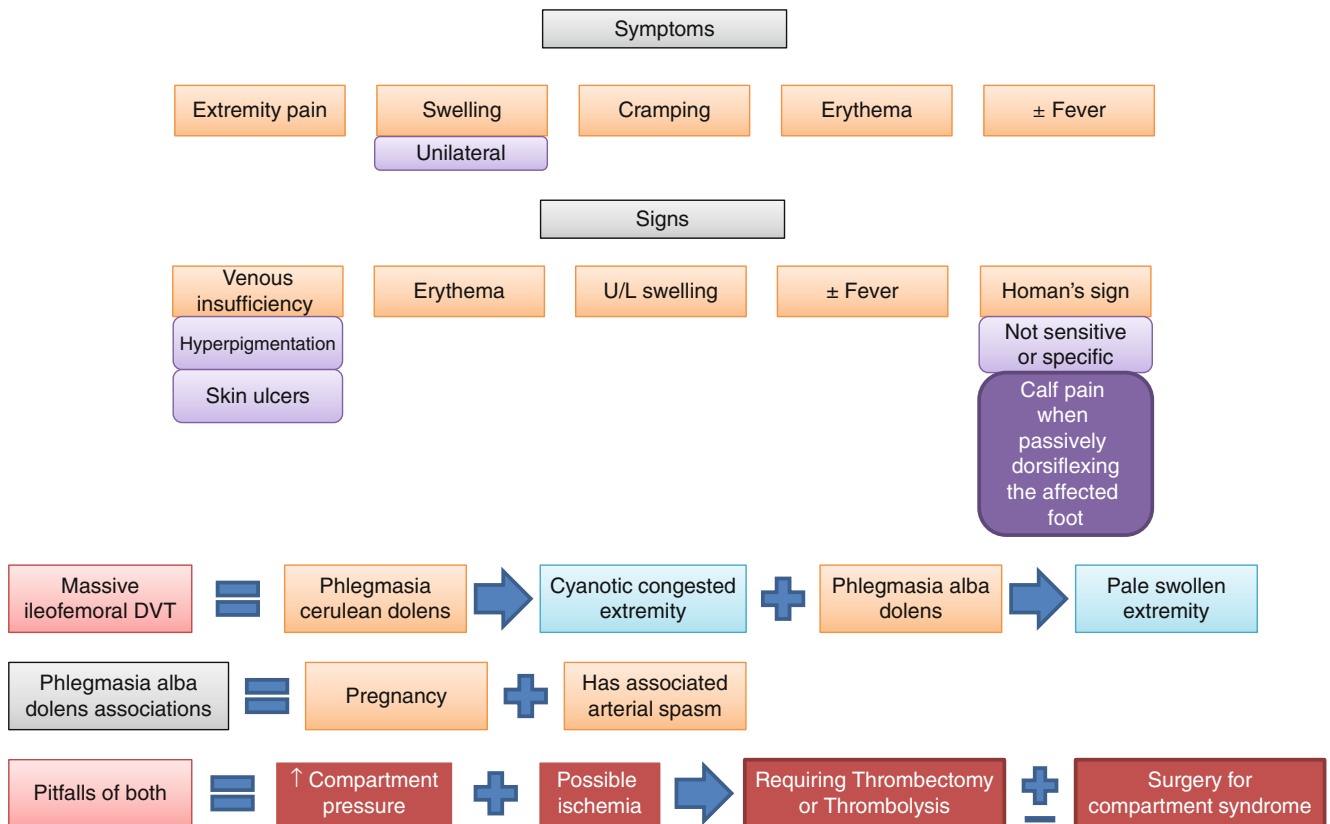 Symptoms
Extremity pain
Swelling
Cramping
Erythema
± Fever
Unilateral
Signs
Venous
insufficiency
Erythema
U/L swelling
± Fever
Homan's sign
Hyperpigmentation
Skin ulcers
Not sensitive
or specific
Calf pain
when
passively
dorsiflexing
the affected
foot
Massive
ileofemoral DVT
=
Phlegmasia
cerulean dolens
Cyanotic congested
extremity
+
Phlegmasia alba
dolens
Pale swollen
extremity
Phlegmasia alba
dolens associations
=
Pregnancy
+
Has associated
arterial spasm
Pitfalls of both
=
↑ Compartment
pressure
+
Possible
ischemia
Requiring Thrombectomy
or Thrombolysis
±
Surgery for
compartment syndrome